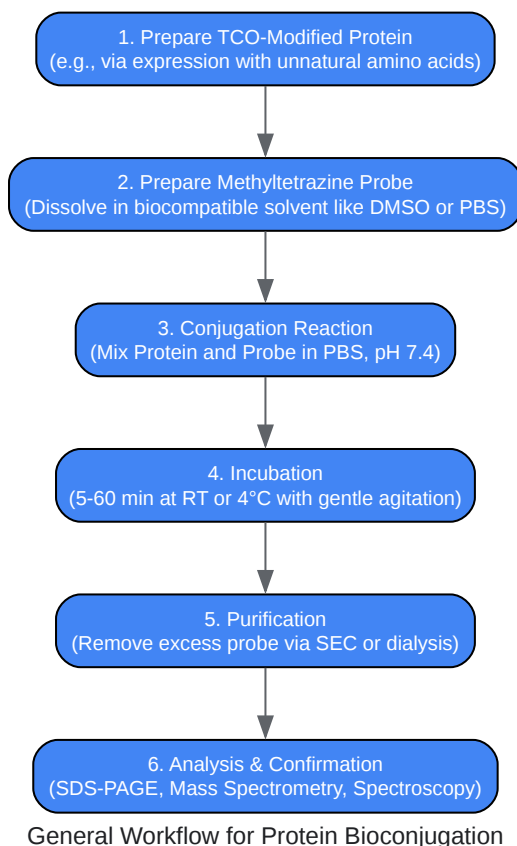 1. Prepare TCO-Modified Protein
(e.g., via expression with unnatural amino acids)
2. Prepare Methyltetrazine Probe
(Dissolve in biocompatible solvent like DMSO or PBS)
3. Conjugation Reaction
(Mix Protein and Probe in PBS, pH 7.4)
4. Incubation
(5-60 min at RT or 4°C with gentle agitation)
5. Purification
(Remove excess probe via SEC or dialysis)
6. Analysis & Confirmation
(SDS-PAGE, Mass Spectrometry, Spectroscopy)
General Workflow for Protein Bioconjugation